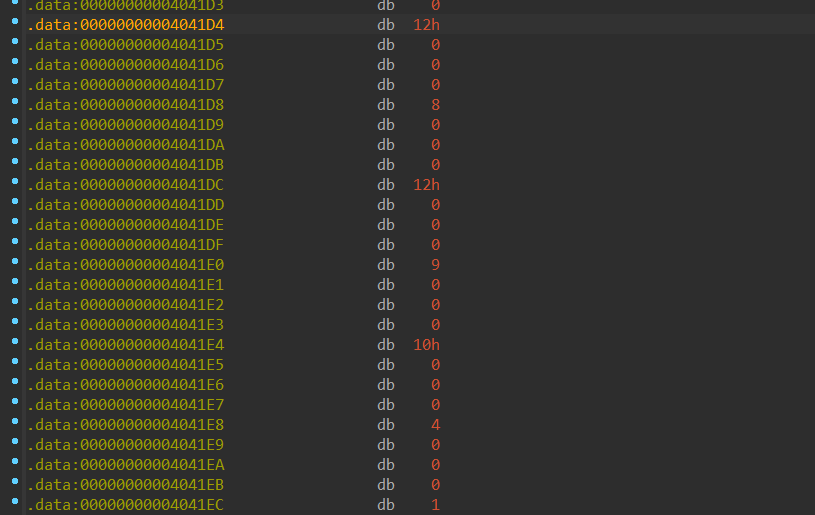 .data:00000000004041D3 db 0
.data:00000000004041D4 db 12h
.data:00000000004041D5 db 0
.data:00000000004041D6 db 0
.data:00000000004041D7 db 0
.data:00000000004041D8 db 8
.data:00000000004041D9 db 0
.data:00000000004041DA db 0
.data:00000000004041DB db 0
.data:00000000004041DC db 12h
.data:00000000004041DD db 0
.data:00000000004041DE db 0
.data:00000000004041DF db 0
.data:00000000004041E0 db 9
.data:00000000004041E1 db 0
.data:00000000004041E2 db 0
.data:00000000004041E3 db 0
.data:00000000004041E4 db 10h
.data:00000000004041E5 db 0
.data:00000000004041E6 db 0
.data:00000000004041E7 db 0
.data:00000000004041E8 db 4
.data:00000000004041E9 db 0
.data:00000000004041EA db 0
.data:00000000004041EB db 0
.data:00000000004041EC db 1